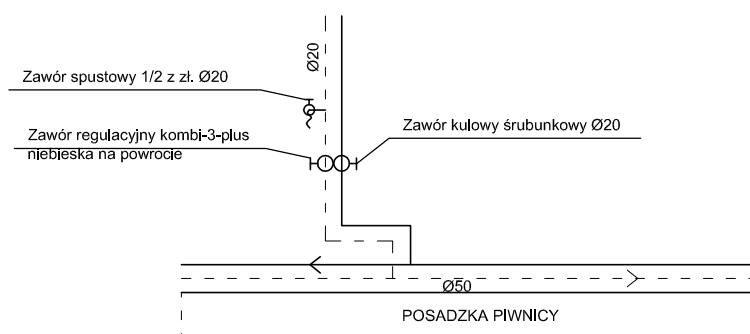 Ø20
Zawór spustowy 1/2 z zł. Ø20
Zawór regulacyjny kombi-3-plus
niebieska na powrocie
Zawór kulowy śrubunkowy Ø20
Ø50
POSADZKA PIWNICY